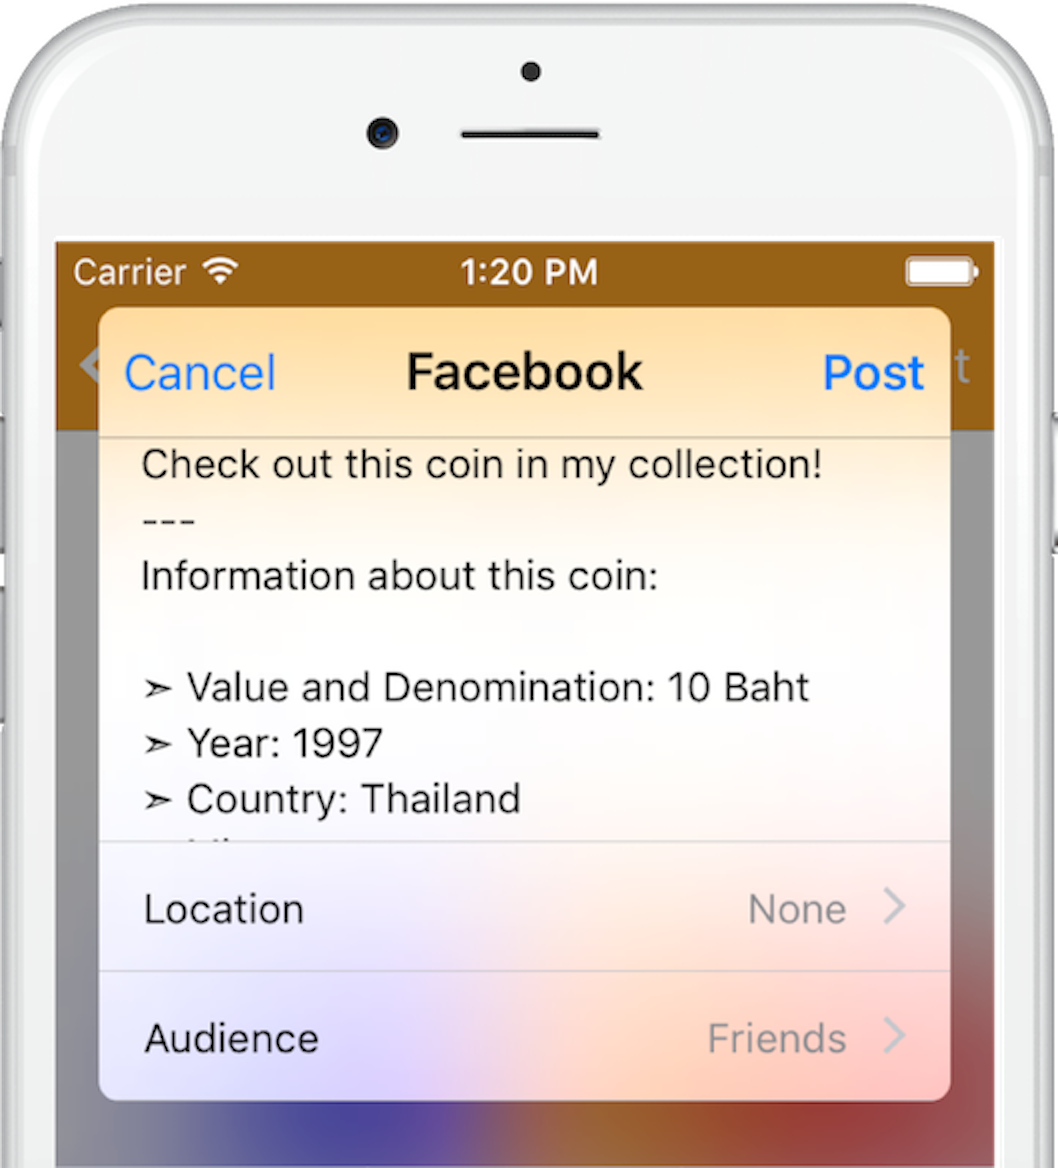 Carrier 1:20 PM
Cancel Facebook Post t
Check out this coin in my collection!
---
Information about this coin:
➣ Value and Denomination: 10 Baht
➣ Year: 1997
➣ Country: Thailand
Location None
Audience Friends